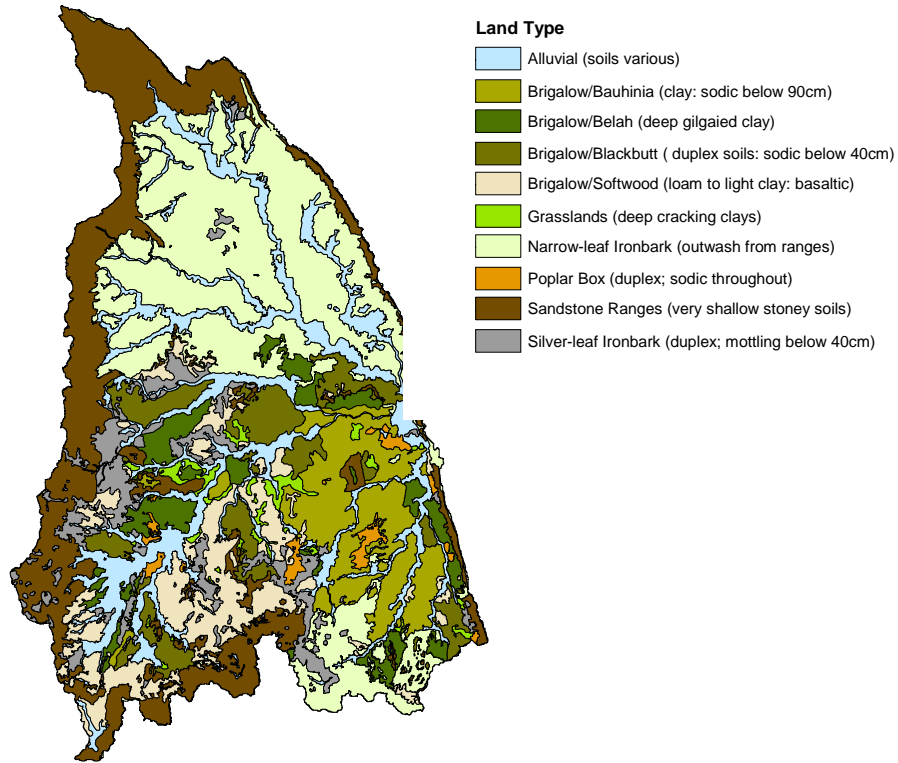 Land Type
Alluvial (soils various)
Brigalow/Bauhinia (clay: sodic below 90cm)
Brigalow/Belah (deep gilgaied clay)
Brigalow/Blackbutt ( duplex soils: sodic below 40cm)
Brigalow/Softwood (loam to light clay: basaltic)
Grasslands (deep cracking clays)
Narrow-leaf Ironbark (outwash from ranges)
Poplar Box (duplex; sodic throughout)
Sandstone Ranges (very shallow stoney soils)
Silver-leaf Ironbark (duplex; mottling below 40cm)